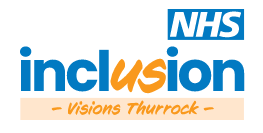 NHS
inclusion
– Visions Thurrock –